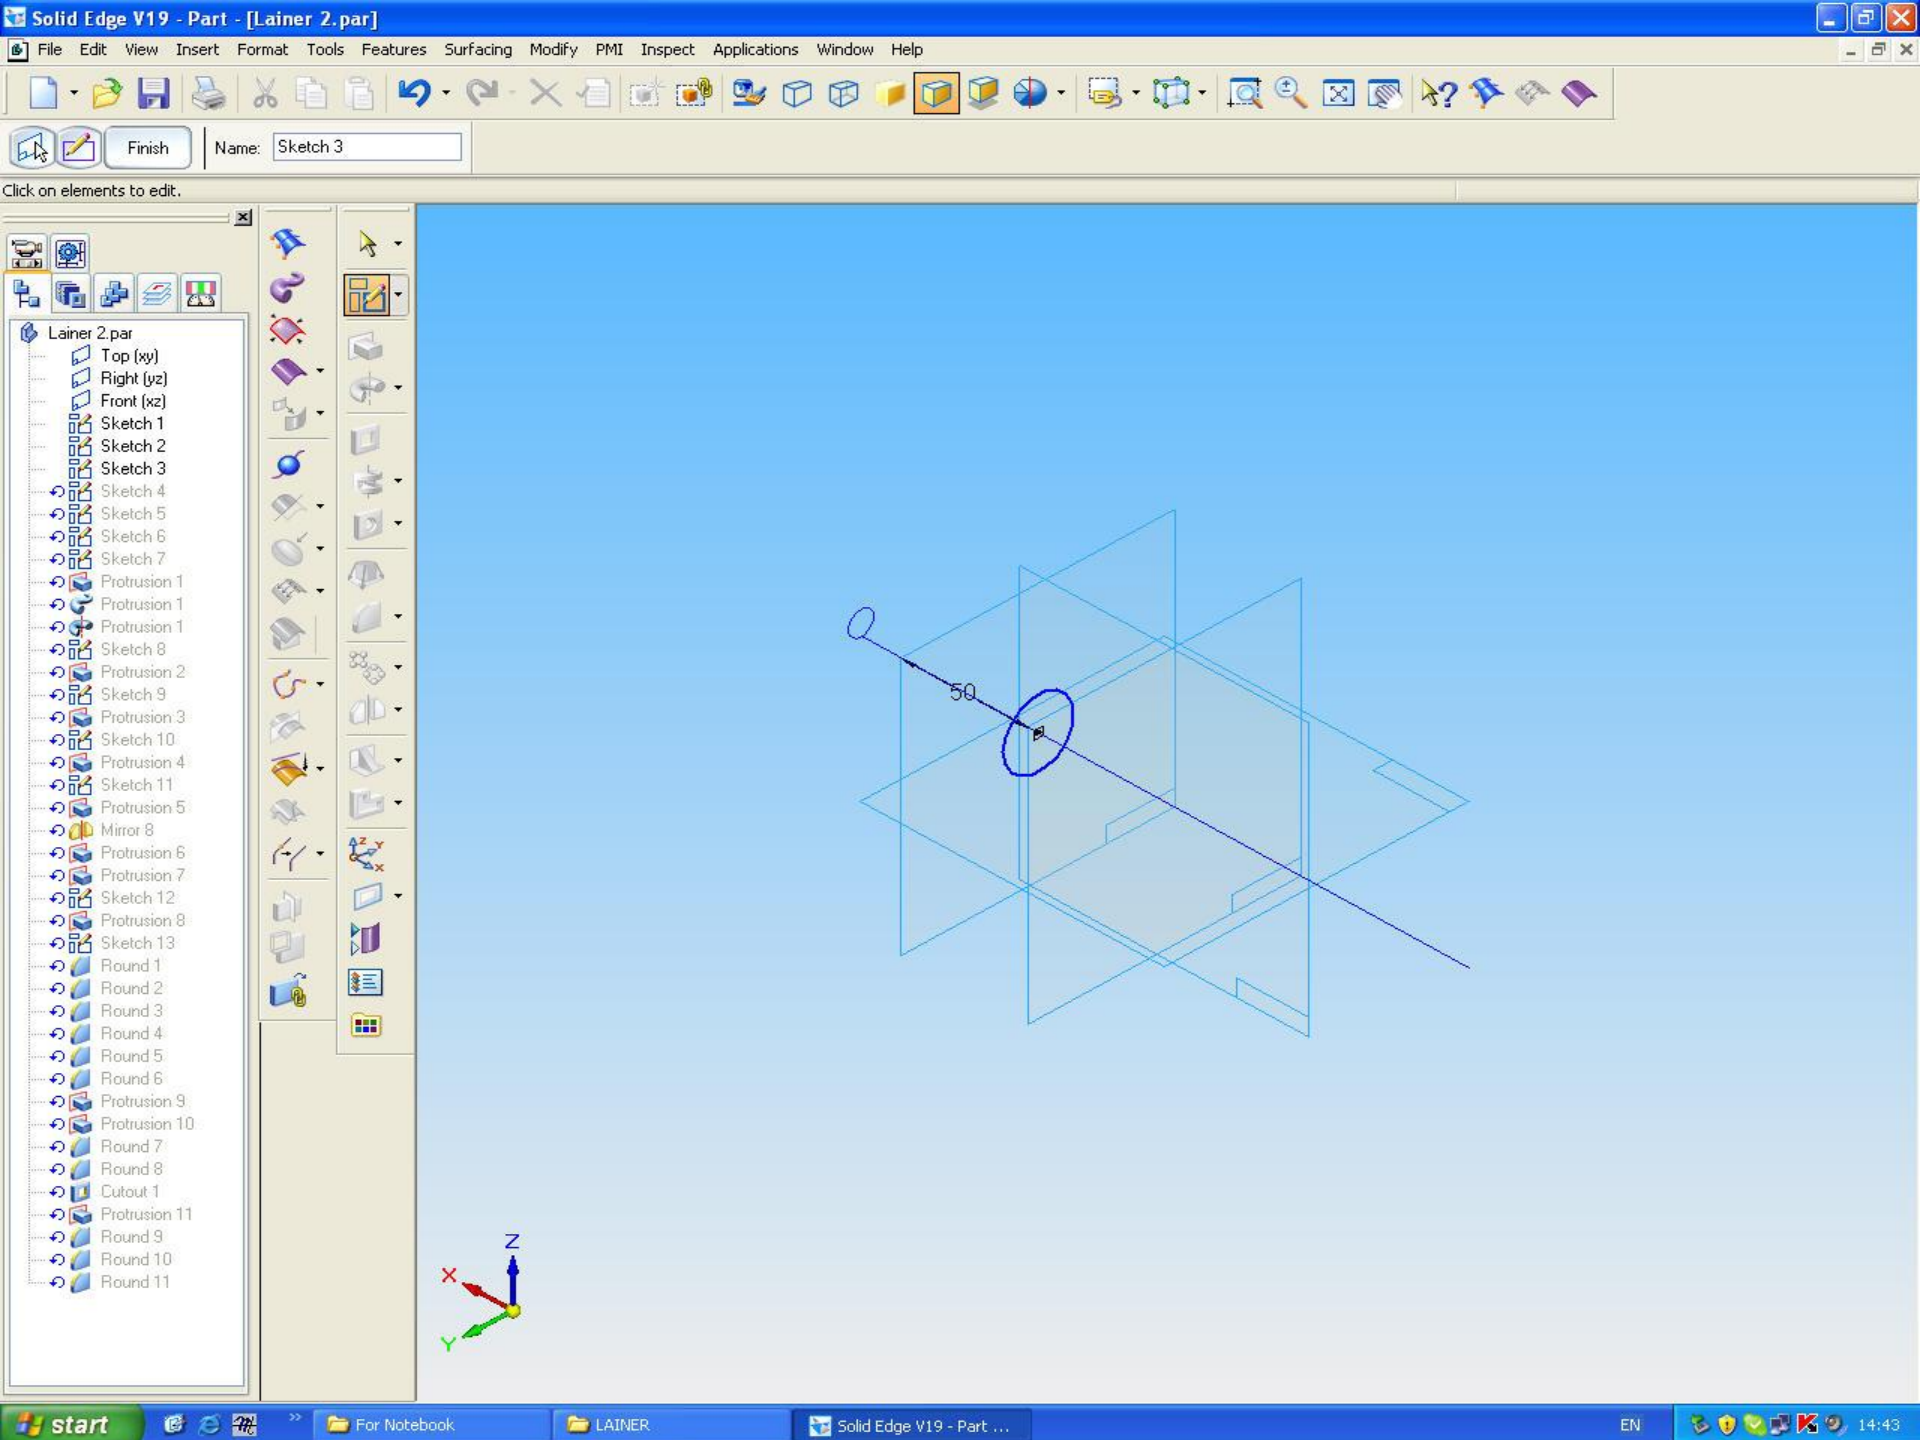 Solid Edge V19 - Part - [Lainer 2.par]
File Edit View Insert Format Tools Features Surfacing Modify PMI Inspect Applications Window Help
Finish Name: Sketch 3
Click on elements to edit.
Lainer 2.par
Top (xy)
Right (yz)
Front (xz)
Sketch 1
Sketch 2
Sketch 3
Sketch 4
Sketch 5
Sketch 6
Sketch 7
Protrusion 1
Protrusion 1
Protrusion 1
Sketch 8
Protrusion 2
Sketch 9
Protrusion 3
Sketch 10
Protrusion 4
Sketch 11
Protrusion 5
Mirror 8
Protrusion 6
Protrusion 7
Sketch 12
Protrusion 8
Sketch 13
Round 1
Round 2
Round 3
Round 4
Round 5
Round 6
Protrusion 9
Protrusion 10
Round 7
Round 8
Cutout 1
Protrusion 11
Round 9
Round 10
Round 11
50
Z
X
Y
start For Notebook LAINER Solid Edge V19 - Part ... EN 14:43